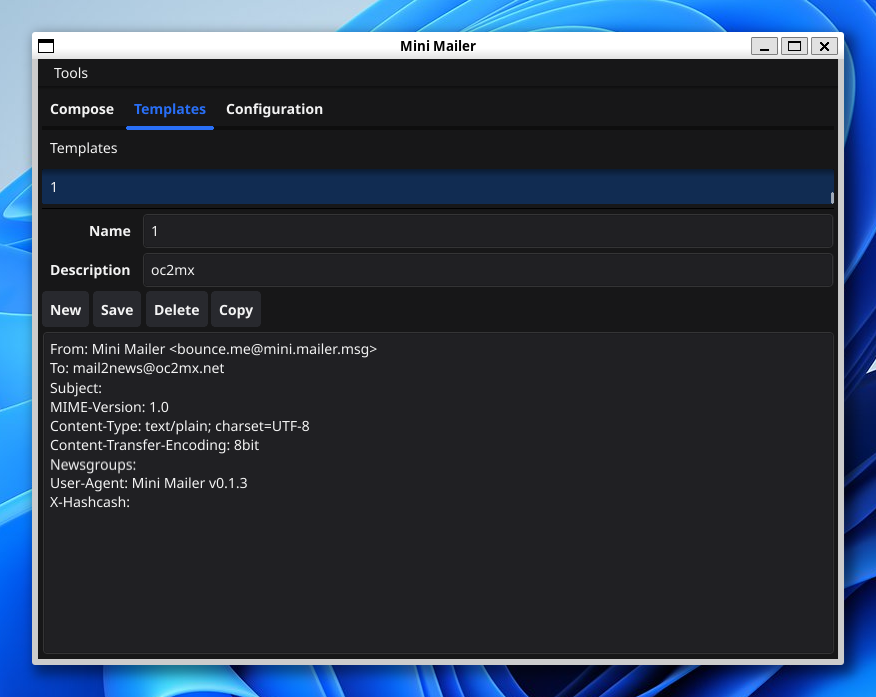 Mini Mailer
Tools
Compose Templates Configuration
Templates
1
Name 1
Description oc2mx
New Save Delete Copy
From: Mini Mailer <bounce.me@mini.mailer.msg>
To: mail2news@oc2mx.net
Subject:
MIME-Version: 1.0
Content-Type: text/plain; charset=UTF-8
Content-Transfer-Encoding: 8bit
Newsgroups:
User-Agent: Mini Mailer v0.1.3
X-Hashcash: